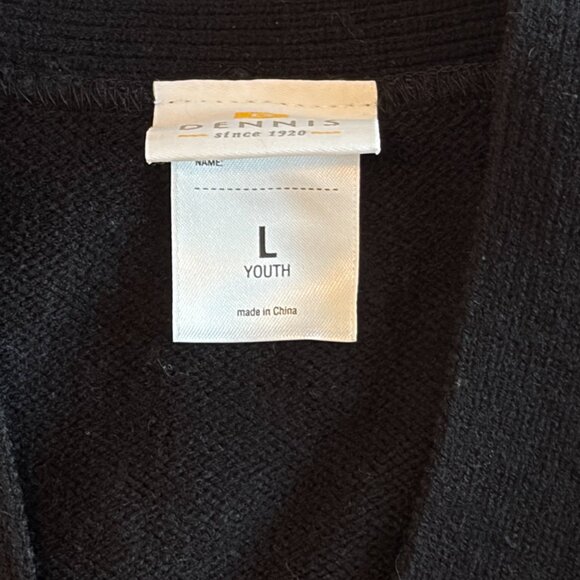 DENNIS
since 1920
NAME:
L
YOUTH
made in China